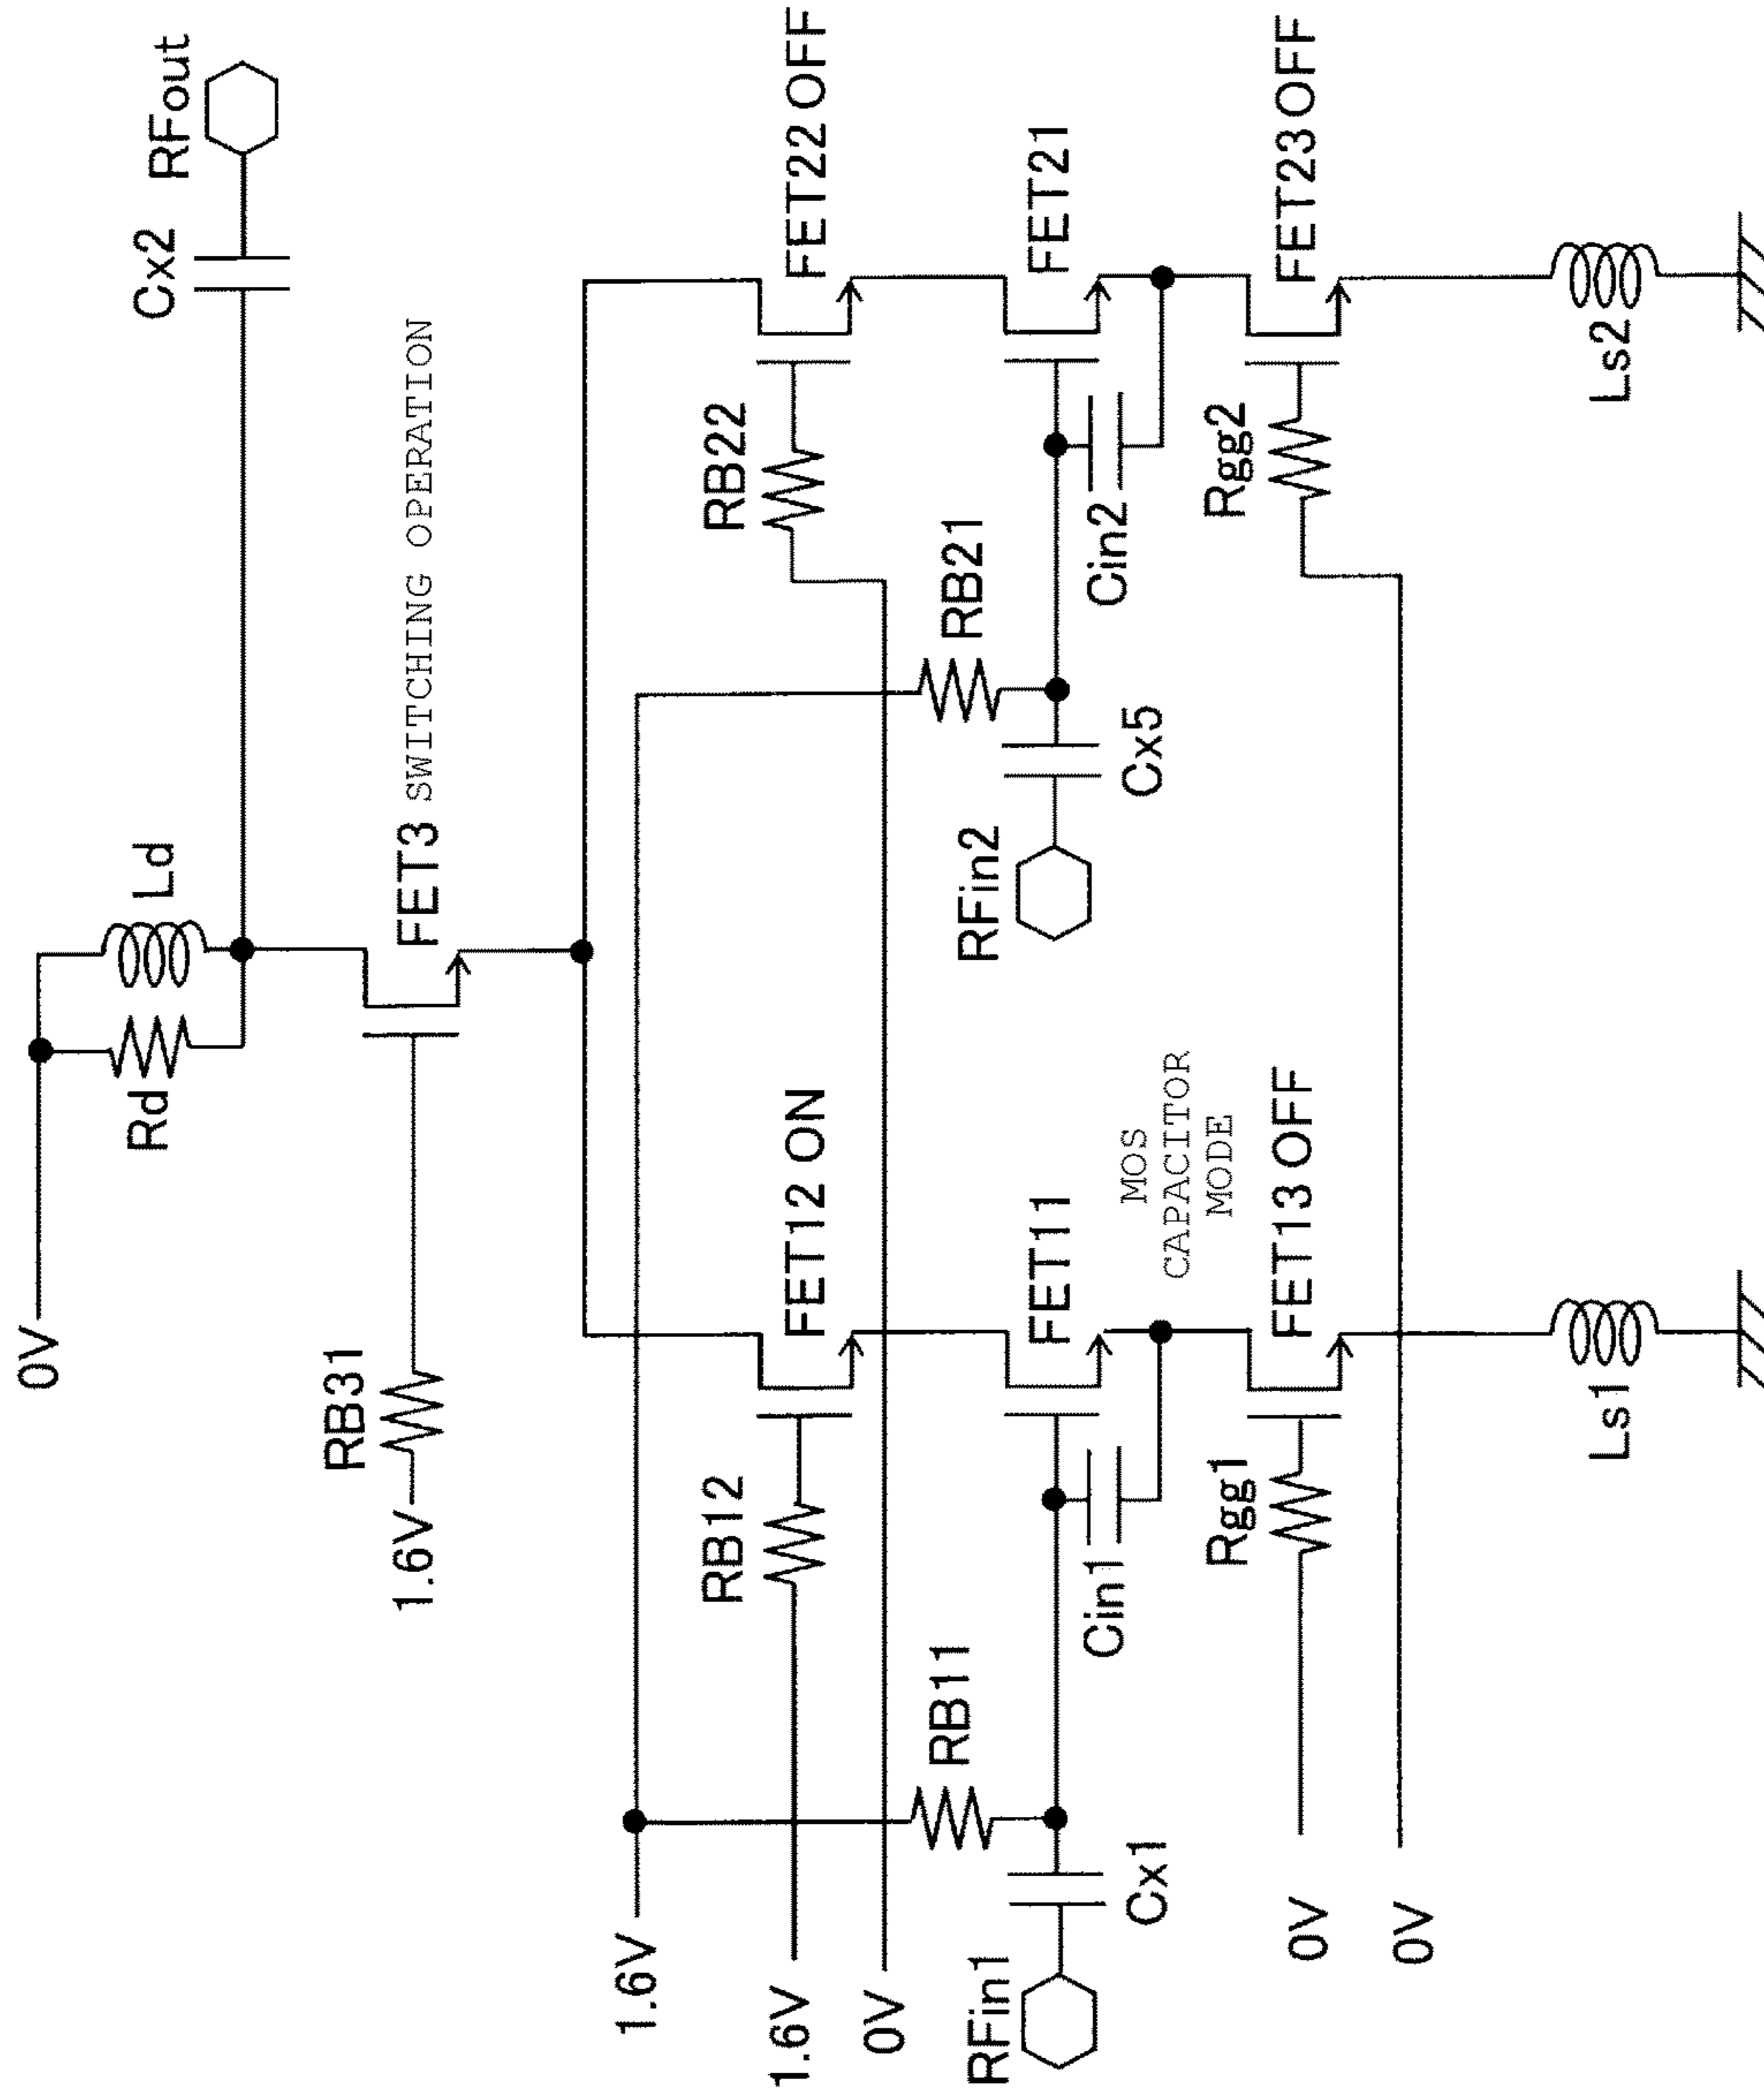 0V
Rd
Ld
Cx2
RFout
RB31
1.6V
FET3 SWITCHING OPERATION
1.6V
RB12
FET12 ON
RB22
FET22 OFF
1.6V
0V
RB11
RB21
RFin1
Cx1
Cin1
FET11
MOS
CAPACITOR
MODE
RFin2
Cx5
Cin2
FET21
Rgg1
FET13 OFF
Rgg2
FET23 OFF
0V
0V
Ls1
Ls2